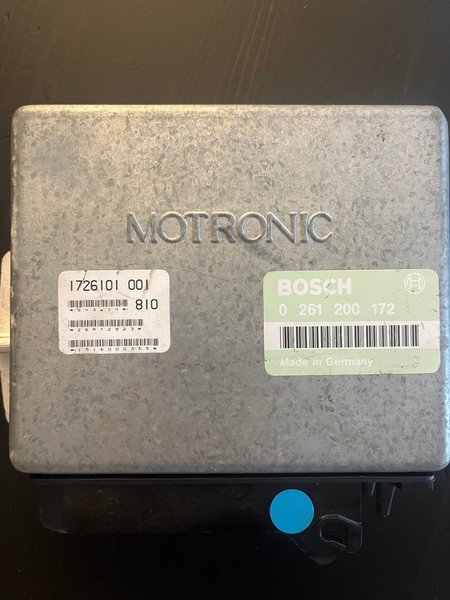 MOTRONIC
1726101 001
810
BOSCH
0 261 200 172
Made in Germany